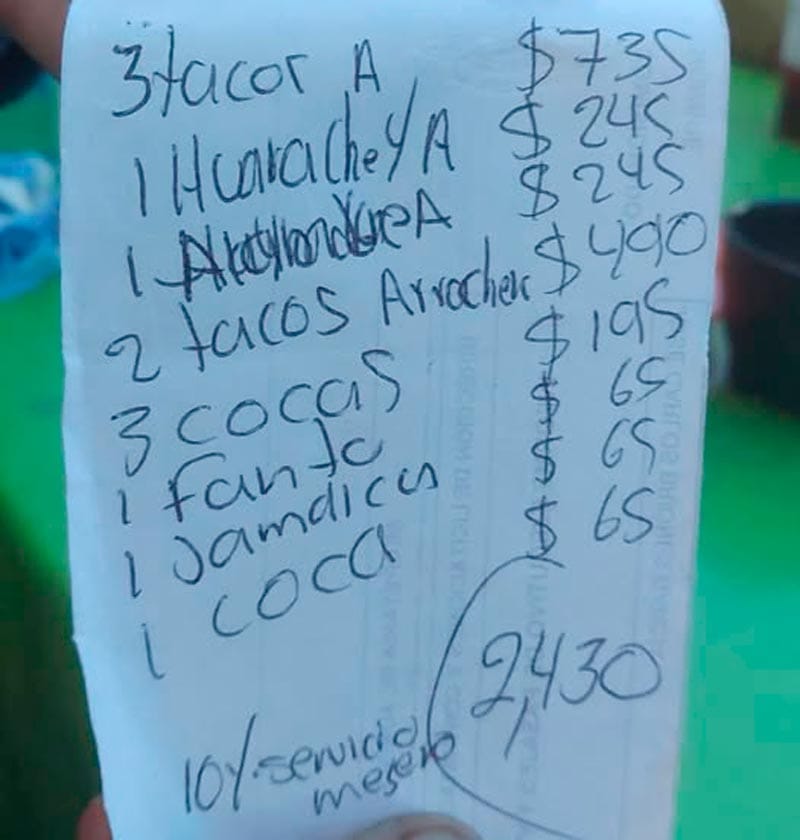 3 tacos A $735
1 Huarache y A $245
1 A $245
2 tacos Arrachera $490
3 cocas $195
1 Fanta $ 65
1 Jamaica $ 65
1 coca $ 65
2,430
10% servicio
mesero